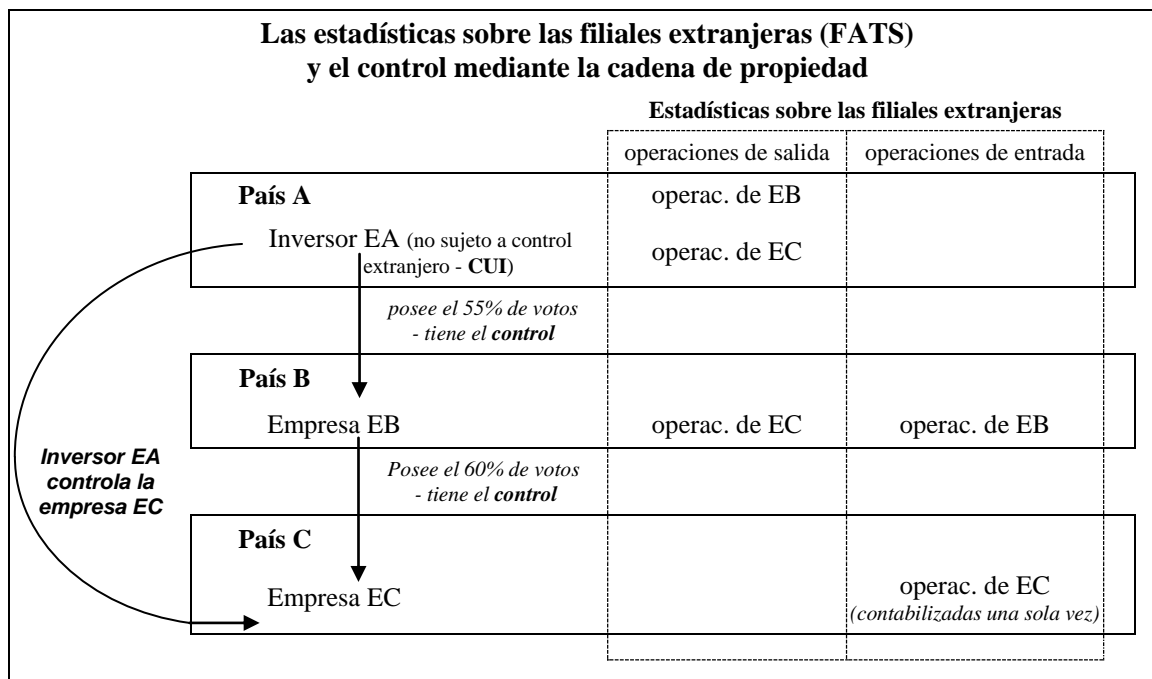 Las estadísticas sobre las filiales extranjeras (FATS)
y el control mediante la cadena de propiedad
Estadísticas sobre las filiales extranjeras
operaciones de salida
operaciones de entrada
País A
operac. de EB
Inversor EA (no sujeto a control
extranjero - CUI)
operac. de EC
posee el 55% de votos
- tiene el control
País B
Empresa EB
operac. de EC
operac. de EB
Inversor EA
controla la
empresa EC
Posee el 60% de votos
- tiene el control
País C
Empresa EC
operac. de EC
(contabilizadas una sola vez)